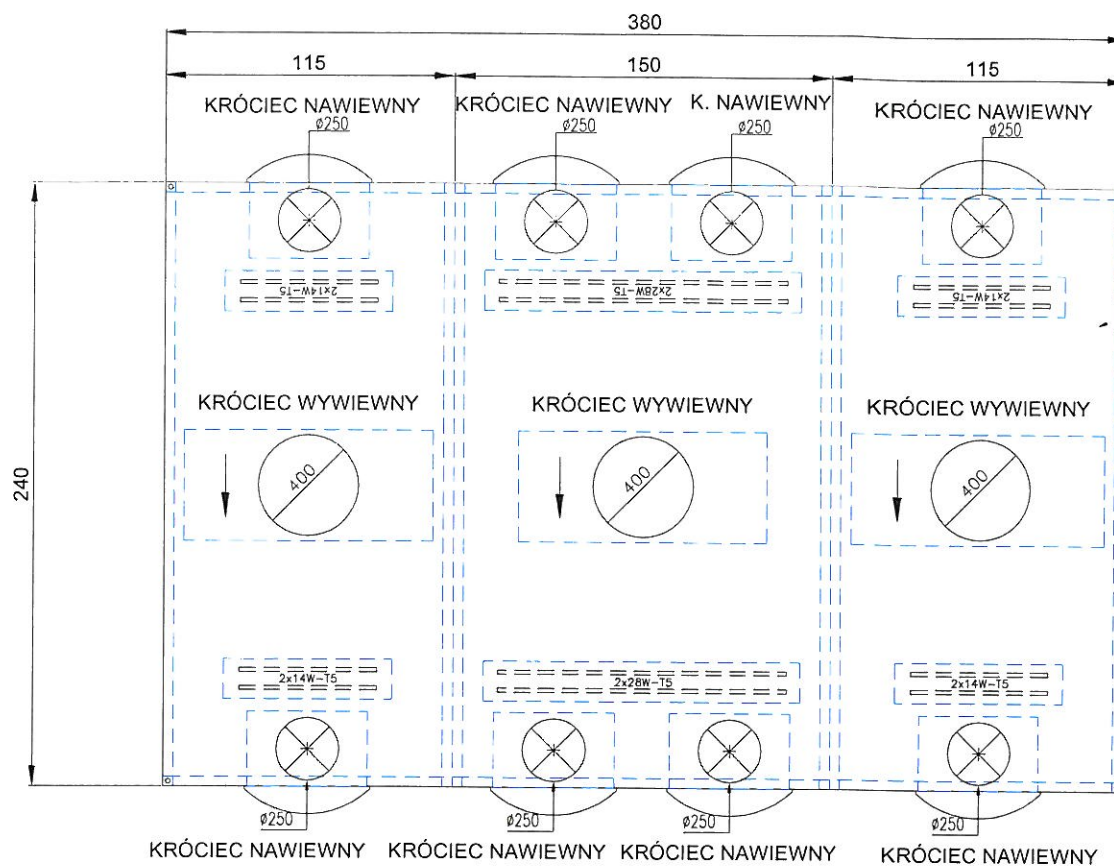 380
115 150 115
KRÓCIEC NAWIEWNY KRÓCIEC NAWIEWNY K. NAWIEWNY KRÓCIEC NAWIEWNY
ø250 ø250 ø250 ø250
2x14W-T5 2x28W-T5 2x14W-T5
KRÓCIEC WYWIEWNY KRÓCIEC WYWIEWNY KRÓCIEC WYWIEWNY
240
400 400 400
2x14W-T5 2x28W-T5 2x14W-T5
ø250 ø250 ø250 ø250
KRÓCIEC NAWIEWNY KRÓCIEC NAWIEWNY KRÓCIEC NAWIEWNY KRÓCIEC NAWIEWNY